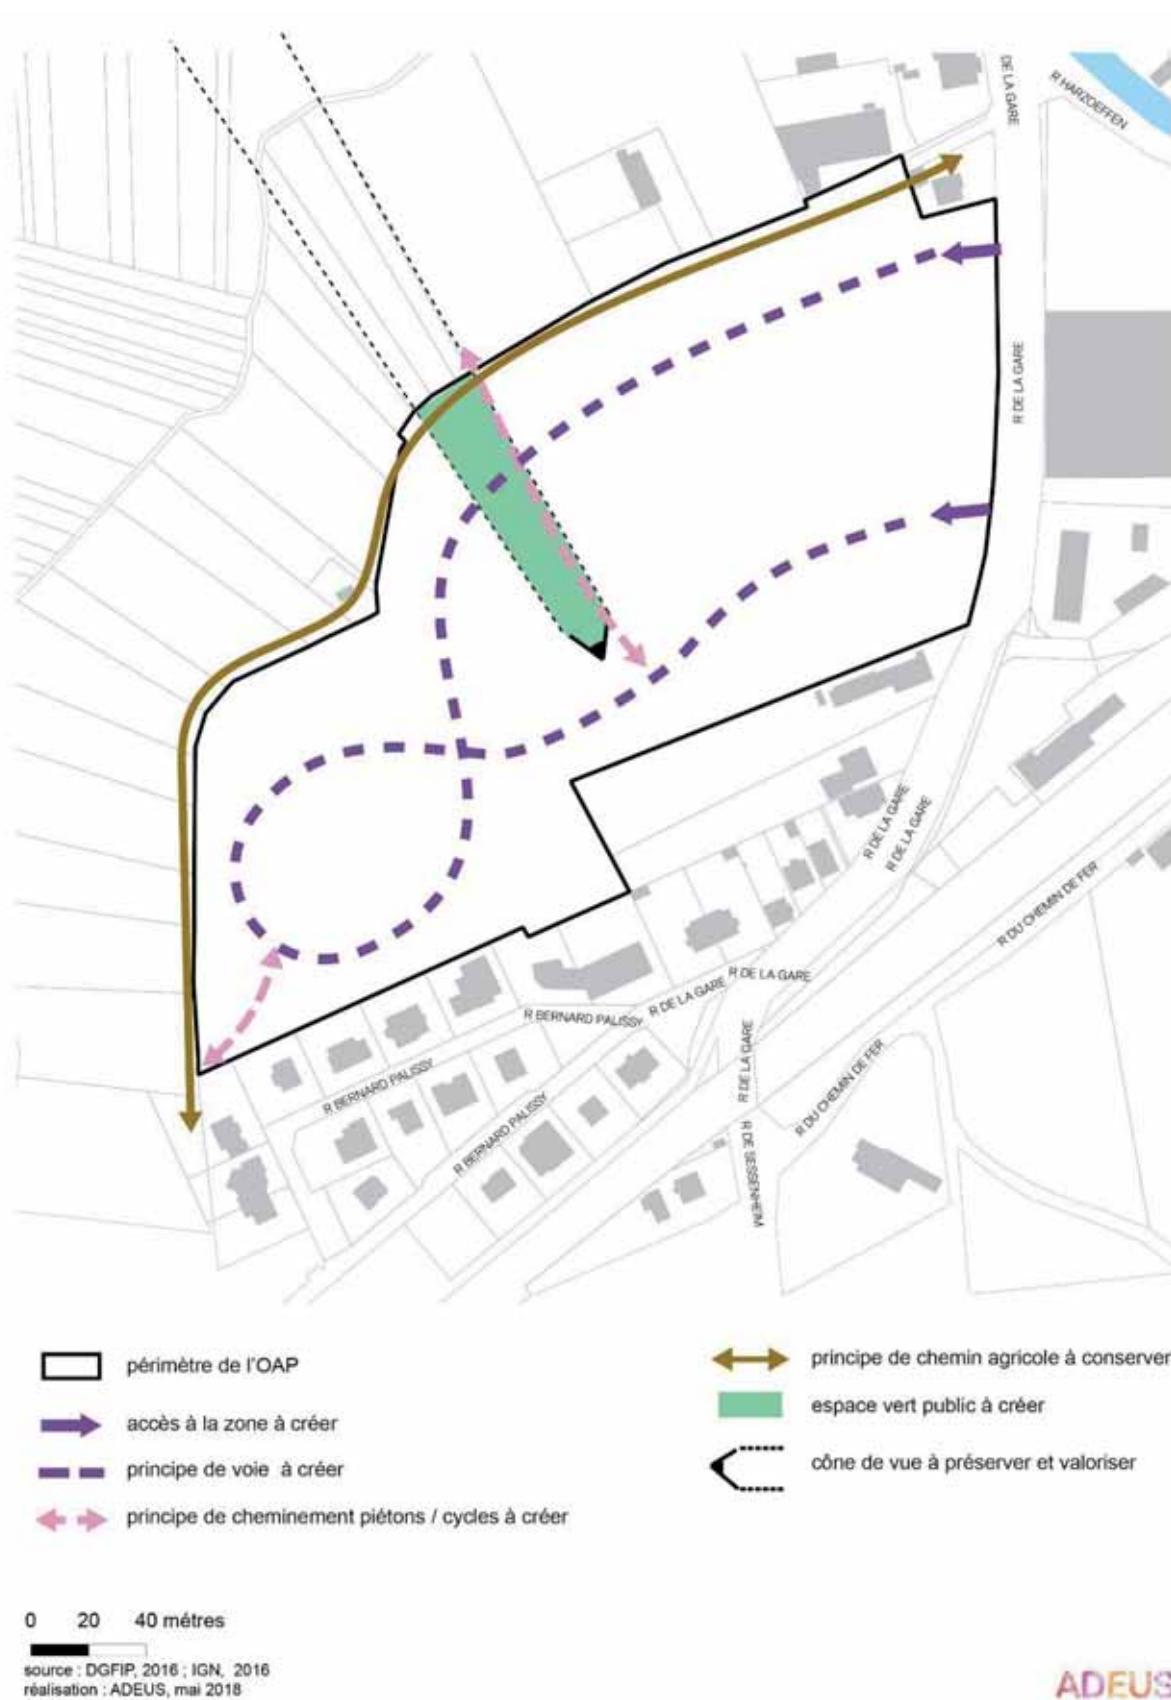 DE LA GARE
R HARZOEFFEN
R DE LA GARE
R DE LA GARE
R DE LA GARE
R DU CHEMIN DE FER
R DE LA GARE
R DE LA GARE
R BERNARD PALISSY
R DE LA GARE
R DU CHEMIN DE FER
R BERNARD PALISSY
R BERNARD PALISSY
R DE SESSENHEIM
périmètre de l'OAP
accès à la zone à créer
principe de voie à créer
principe de cheminement piétons / cycles à créer
principe de chemin agricole à conserver
espace vert public à créer
cône de vue à préserver et valoriser
0 20 40 métres
source : DGFIP, 2016 ; IGN, 2016
réalisation : ADEUS, mai 2018
ADEUS